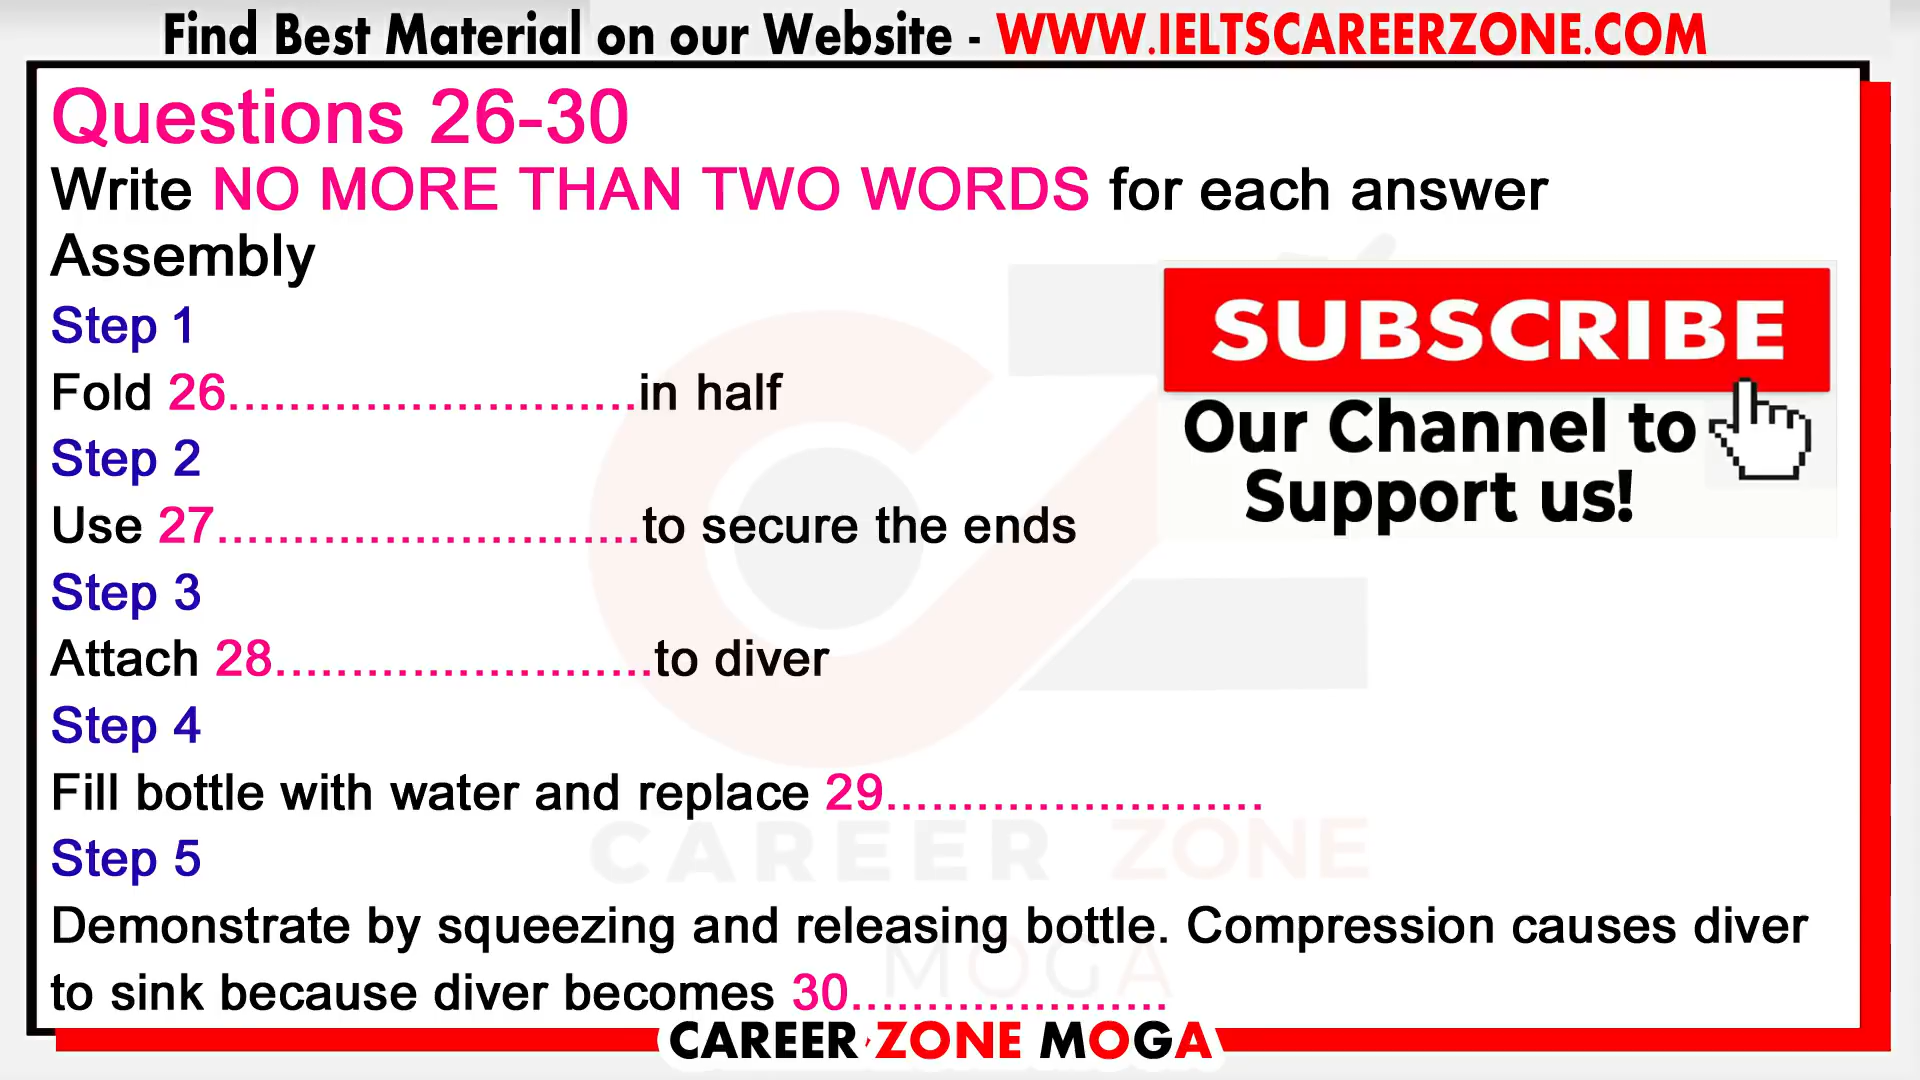 Find Best Material on our Website - WWW.IELTSCAREERZONE.COM
Questions 26-30
Write NO MORE THAN TWO WORDS for each answer
Assembly
Step 1
Fold 26...........................in half
Step 2
Use 27............................to secure the ends
Step 3
Attach 28.........................to diver
Step 4
Fill bottle with water and replace 29.........................
Step 5
Demonstrate by squeezing and releasing bottle. Compression causes diver
to sink because diver becomes 30.....................
SUBSCRIBE
Our Channel to
Support us!
CAREER ZONE
MOGA
CAREER ZONE MOGA